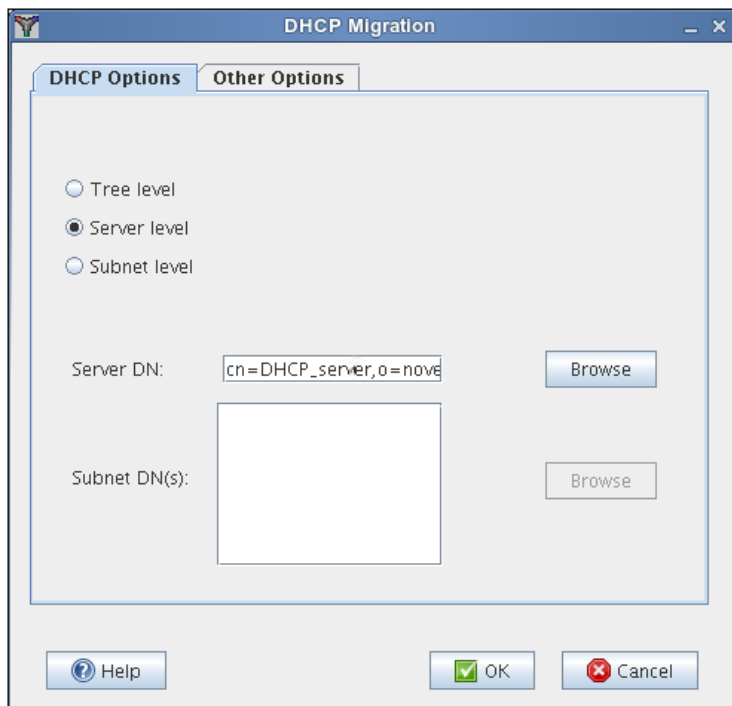 DHCP Migration
DHCP Options
Other Options
Tree level
Server level
Subnet level
Server DN:
cn=DHCP_server,o=nove
Browse
Subnet DN(s):
Browse
Help
OK
Cancel